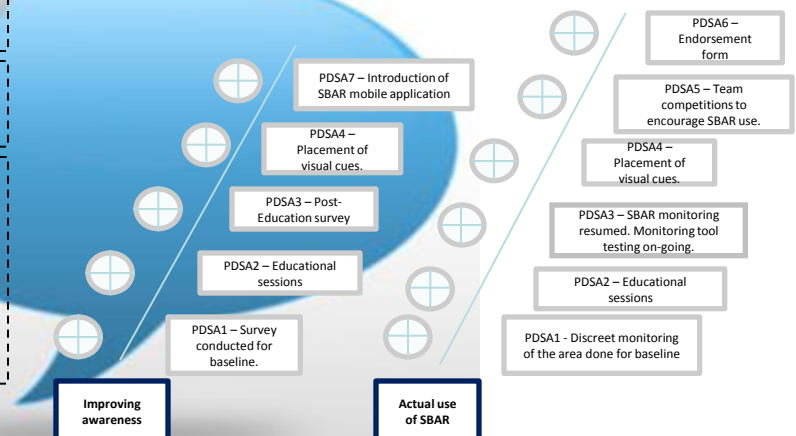 PDSA7 – Introduction of
SBAR mobile application
PDSA4 –
Placement of
visual cues.
PDSA3 – Post-
Education survey
PDSA2 – Educational
sessions
PDSA1 – Survey
conducted for
baseline.
Improving
awareness
PDSA6 –
Endorsement
form
PDSA5 – Team
competitions to
encourage SBAR use.
PDSA4 –
Placement of
visual cues.
PDSA3 – SBAR monitoring
resumed. Monitoring tool
testing on-going.
PDSA2 – Educational
sessions
PDSA1 - Discreet monitoring
of the area done for baseline
Actual use
of SBAR